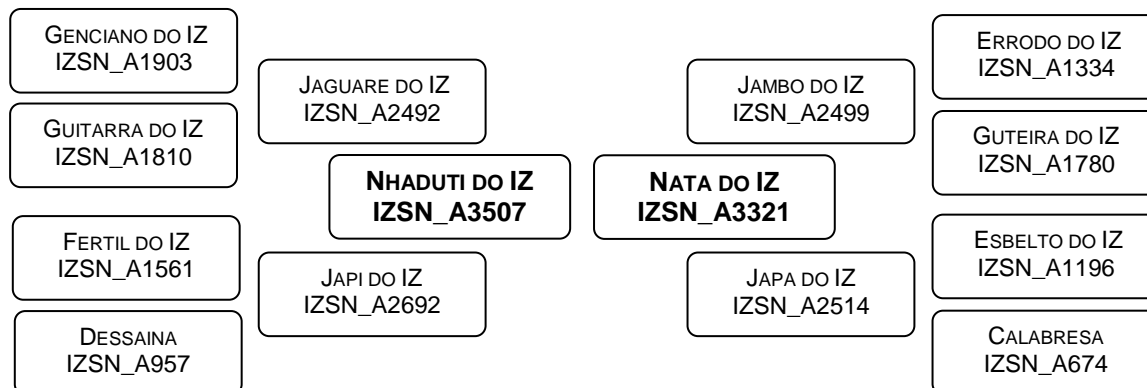 GENCIANO DO IZ
IZSN_A1903
GUITARRA DO IZ
IZSN_A1810
FERTIL DO IZ
IZSN_A1561
DESSAINA
IZSN_A957
JAGUARE DO IZ
IZSN_A2492
JAPI DO IZ
IZSN_A2692
NHADUTI DO IZ
IZSN_A3507
NATA DO IZ
IZSN_A3321
JAMBO DO IZ
IZSN_A2499
JAPA DO IZ
IZSN_A2514
ERRODO DO IZ
IZSN_A1334
GUTEIRA DO IZ
IZSN_A1780
ESBELTO DO IZ
IZSN_A1196
CALABRESA
IZSN_A674